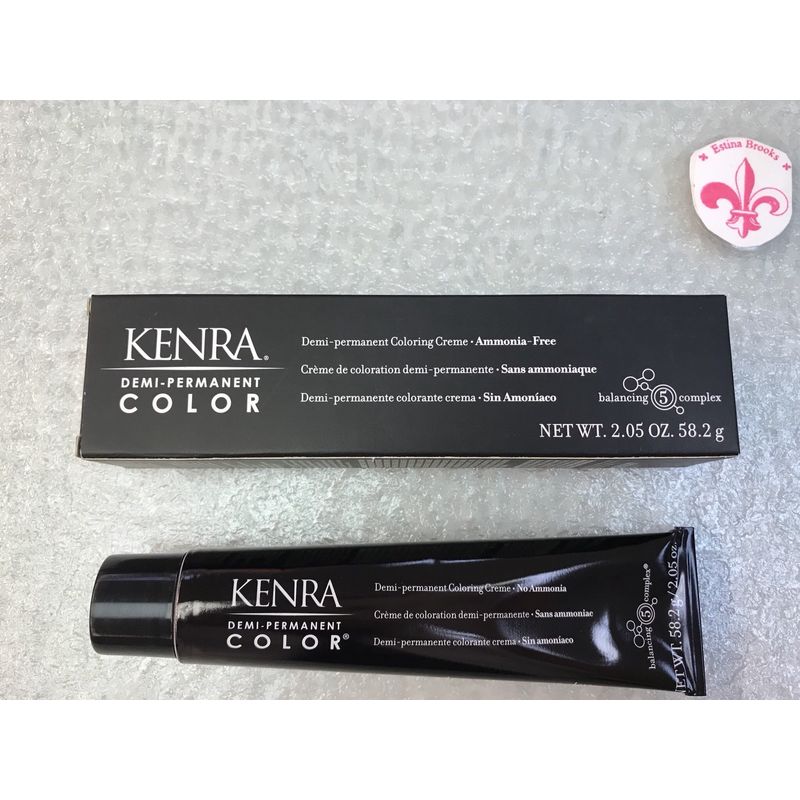 Estina Brooks
KENRA®
DEMI-PERMANENT
COLOR
Demi-permanent Coloring Creme • Ammonia-Free
Crème de coloration demi-permanente • Sans ammoniaque
Demi-permanente colorante crema • Sin Amoníaco
balancing 5 complex
NET WT. 2.05 OZ. 58.2 g
KENRA
DEMI-PERMANENT
COLOR®
Demi-permanent Coloring Creme • No Ammonia
Crème de coloration demi-permanente • Sans ammoniac
Demi-permanente colorante crema • Sin amoníaco
balancing 5 complex®
NET WT. 58.2 g / 2.05 oz.